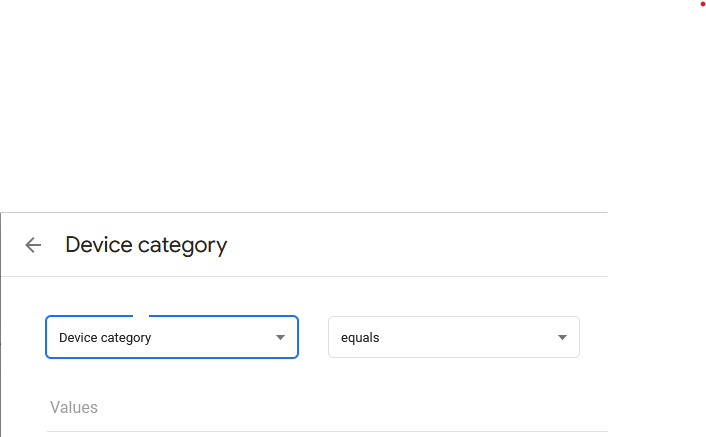 Device category
Device category equals
Values